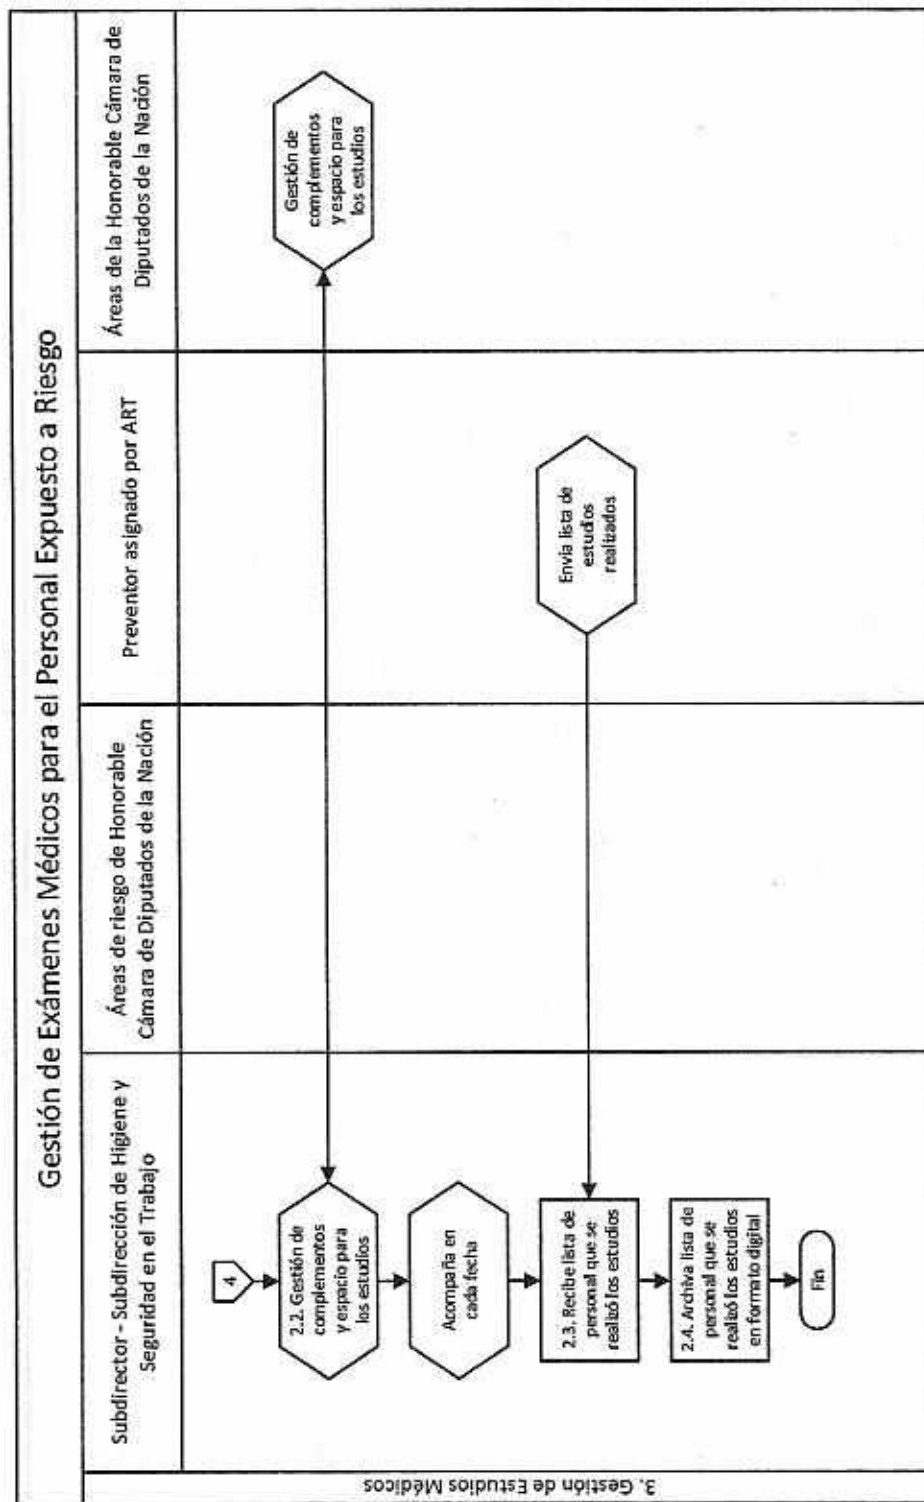 Gestión de Exámenes Médicos para el Personal Expuesto a Riesgo
Subdirector - Subdirección de Higiene y
Seguridad en el Trabajo
Áreas de riesgo de Honorable
Cámara de Diputados de la Nación
Preventor asignado por ART
Áreas de la Honorable Cámara de
Diputados de la Nación
3. Gestión de Estudios Médicos
4
2.2. Gestión de
complementos
y espacio para
los estudios
Gestión de
complementos
y espacio para
los estudios
Acompaña en
cada fecha
2.3. Recibe lista de
personal que se
realizó los estudios
Envía lista de
estudios
realizados
2.4. Archiva lista de
personal que se
realizó los estudios
en formato digital
Fin